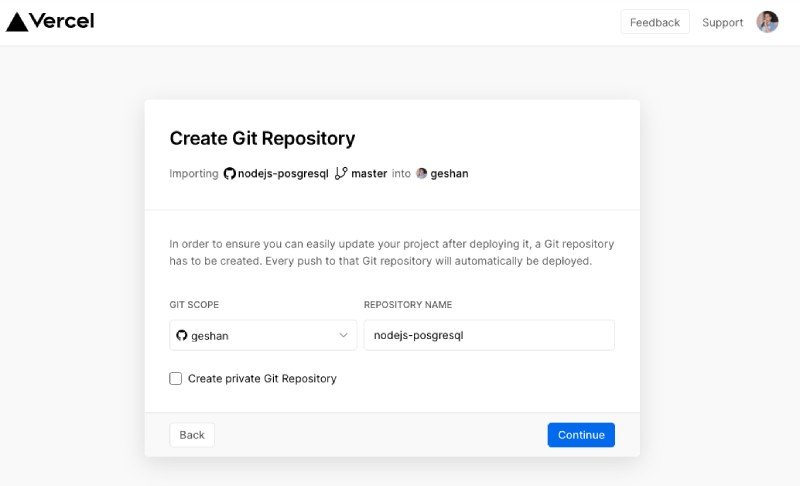 Vercel
Feedback
Support
Create Git Repository
Importing nodejs-posgresql master into geshan
In order to ensure you can easily update your project after deploying it, a Git repository
has to be created. Every push to that Git repository will automatically be deployed.
GIT SCOPE
REPOSITORY NAME
geshan
nodejs-posgresql
Create private Git Repository
Back
Continue